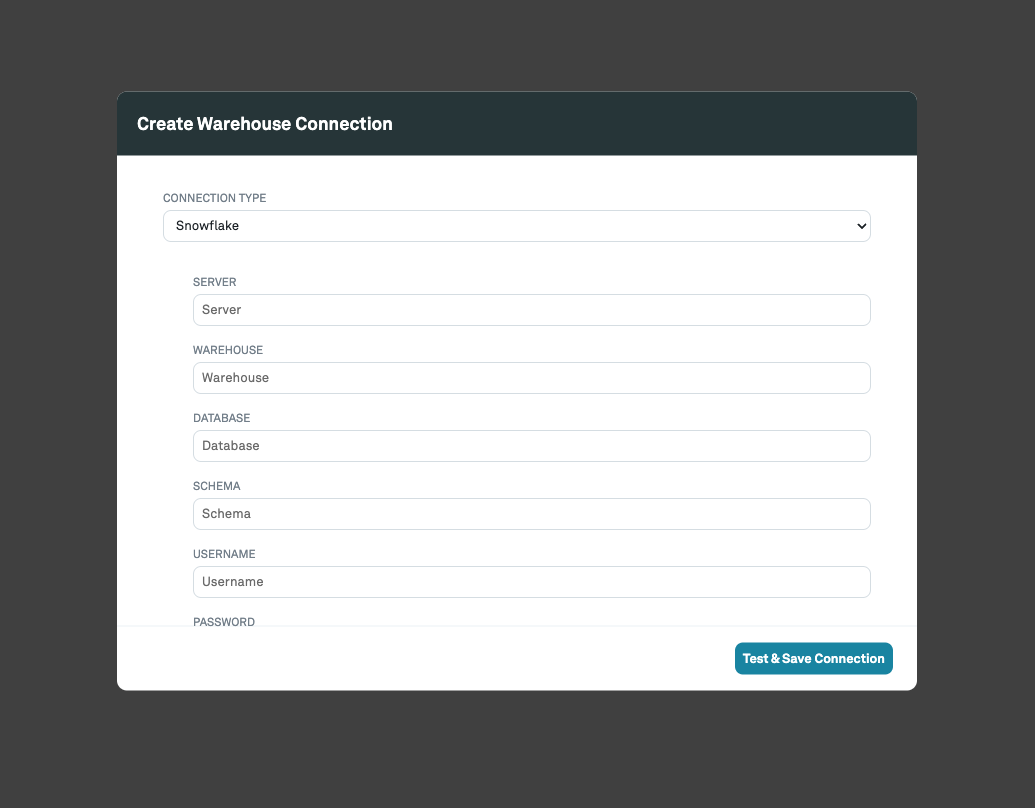 Create Warehouse Connection
CONNECTION TYPE
Snowflake
SERVER
Server
WAREHOUSE
Warehouse
DATABASE
Database
SCHEMA
Schema
USERNAME
Username
PASSWORD
Test & Save Connection